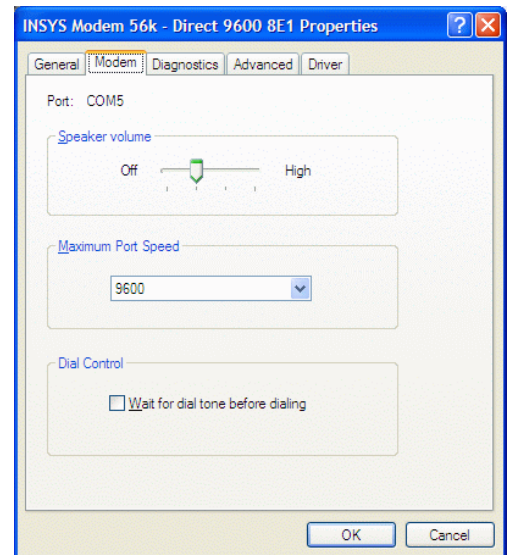 INSYS Modem 56k - Direct 9600 8E1 Properties
General Modem Diagnostics Advanced Driver
Port: COM5
Speaker volume
Off High
Maximum Port Speed
9600
Dial Control
Wait for dial tone before dialing
OK Cancel